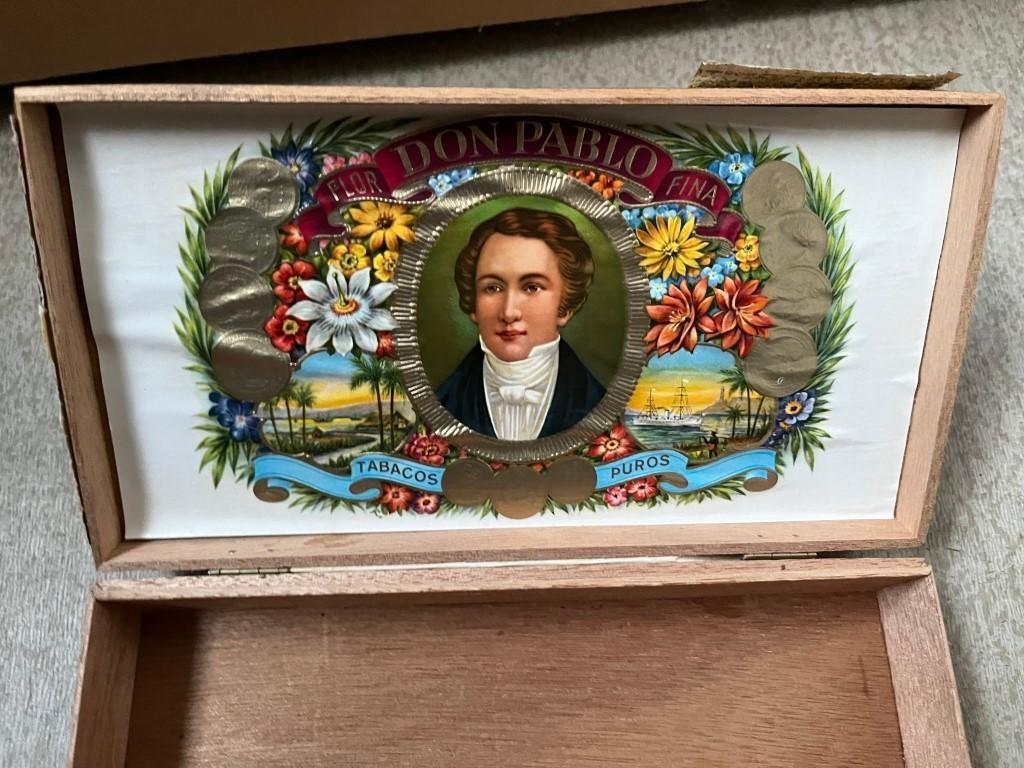 DON PABLO
FLOR FINA
TABACOS PUROS